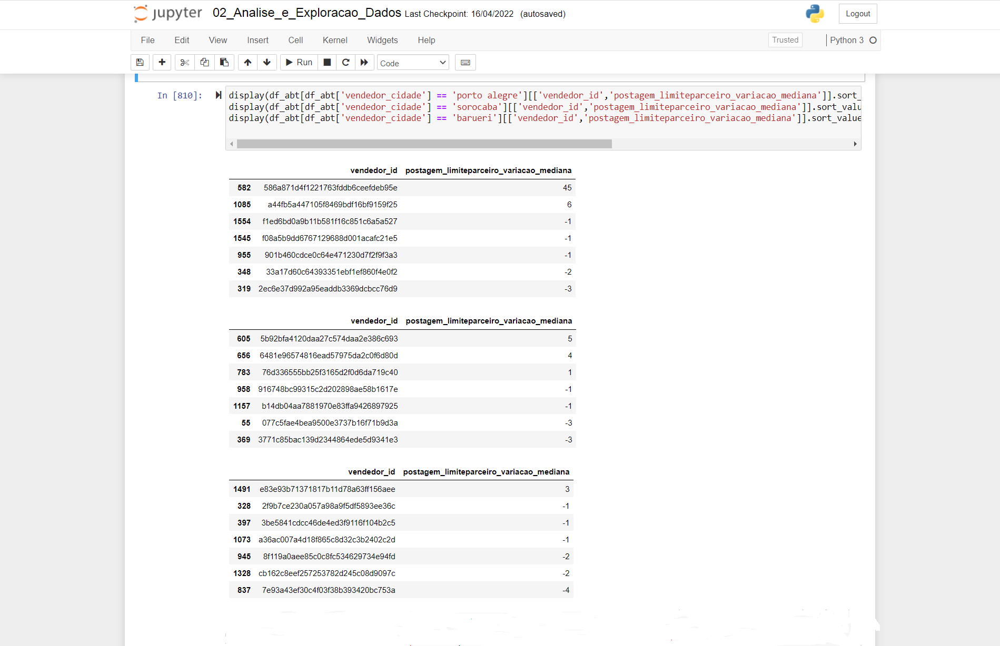 jupyter 02_Analise_e_Exploracao_Dados Last Checkpoint: 16/04/2022 (autosaved) Logout
File Edit View Insert Cell Kernel Widgets Help Trusted Python 3
Run Code
In [810]: display(df_abt[df_abt['vendedor_cidade'] == 'porto alegre'][['vendedor_id','postagem_limiteparceiro_variacao_mediana']].sort_
display(df_abt[df_abt['vendedor_cidade'] == 'sorocaba'][['vendedor_id','postagem_limiteparceiro_variacao_mediana']].sort_valu
display(df_abt[df_abt['vendedor_cidade'] == 'barueri'][['vendedor_id','postagem_limiteparceiro_variacao_mediana']].sort_value
vendedor_id postagem_limiteparceiro_variacao_mediana
582 586a871d4f1221763fddb6ceefdeb95e 45
1085 a44fb5a447105f8469bdf16bf9159f25 6
1554 f1ed6bd0a9b11b581f16c851c6a5a527 -1
1545 f08a5b9dd6767129688d001acafc21e5 -1
955 901b460cdce0c64e471230d7f2f9f3a3 -1
348 33a17d60c64393351ebf1ef860f4e0f2 -2
319 2ec6e37d992a95eaddb3369dcbcc76d9 -3
vendedor_id postagem_limiteparceiro_variacao_mediana
605 5b92bfa4120daa27c574daa2e386c693 5
656 6481e96574816ead57975da2c0f6d80d 4
783 76d336555bb25f3165d2f0d6da719c40 1
958 916748bc99315c2d202898ae58b1617e -1
1157 b14db04aa7881970e83ffa9426897925 -1
55 077c5fae4bea9500e3737b16f71b9d3a -3
369 3771c85bac139d2344864ede5d9341e3 -3
vendedor_id postagem_limiteparceiro_variacao_mediana
1491 e83e93b71371817b11d78a63ff156aee 3
328 2f9b7ce230a057a98a9f5df5893ee36c -1
397 3be5841cdcc46de4ed3f9116f104b2c5 -1
1073 a36ac007a4d18f865c8d32c3b2402c2d -1
945 8f119a0aee85c0c8fc534629734e94fd -2
1328 cb162c8eef257253782d245c08d9097c -2
837 7e93a43ef30c4f03f38b393420bc753a -4